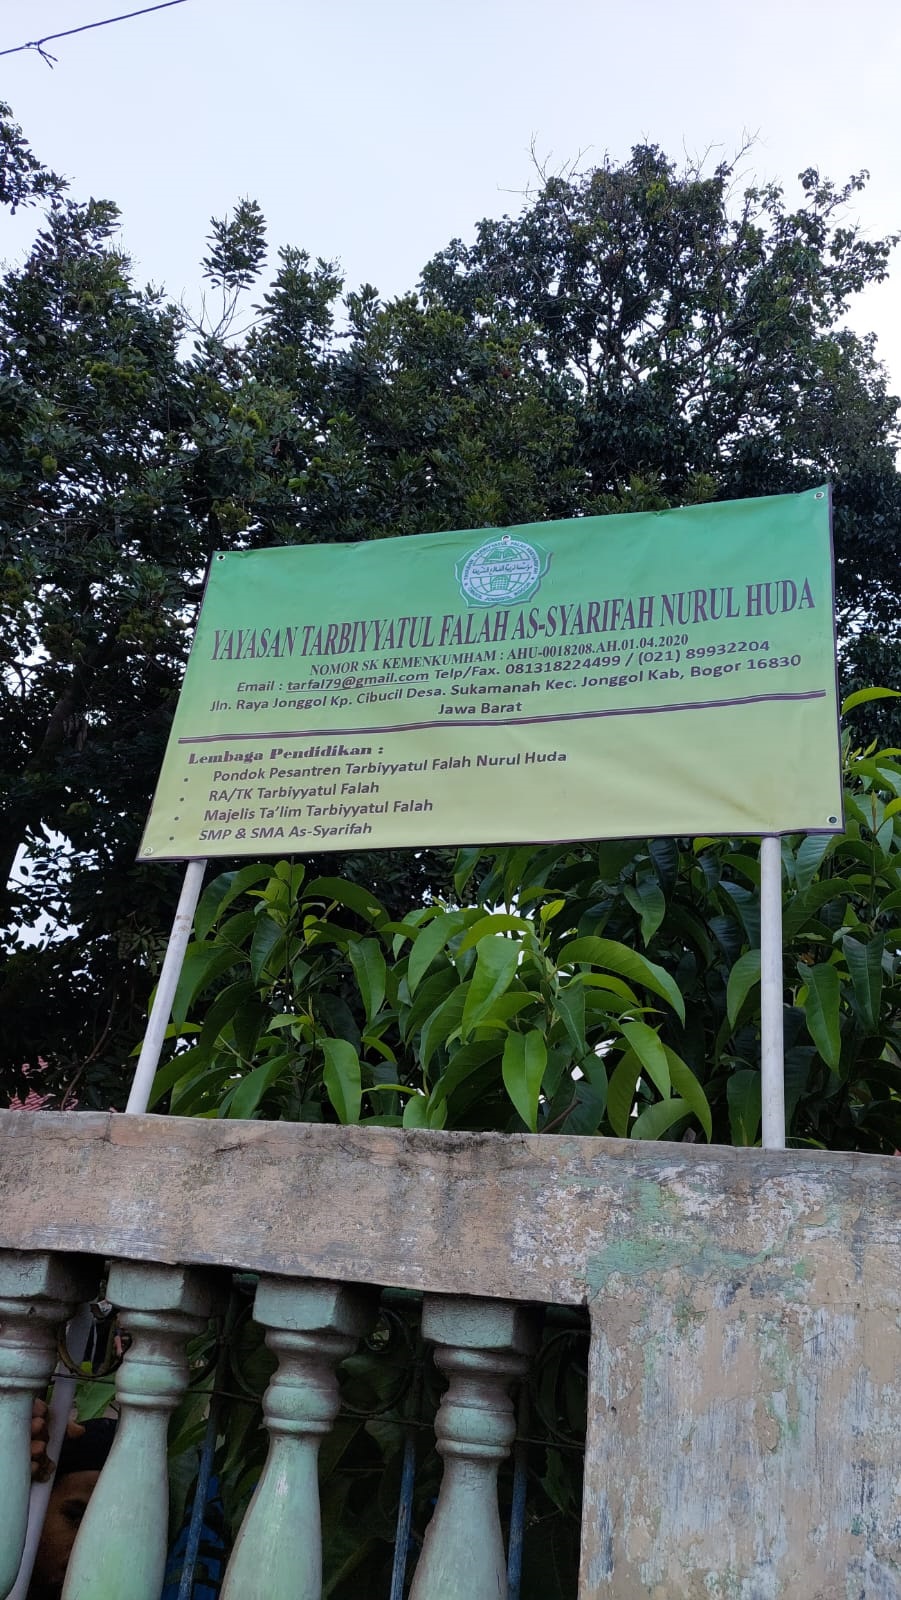 YAYASAN TARBIYYATUL FALAH AS-SYARIFAH NURUL HUDA
NOMOR SK KEMENKUMHAM : AHU-0018208.AH.01.04.2020
Email : tarfal79@gmail.com Telp/Fax. 081318224499 / (021) 89932204
Jln. Raya Jonggol Kp. Cibucil Desa. Sukamanah Kec. Jonggol Kab, Bogor 16830
Jawa Barat
Lembaga Pendidikan :
• Pondok Pesantren Tarbiyyatul Falah Nurul Huda
• RA/TK Tarbiyyatul Falah
• Majelis Ta'lim Tarbiyyatul Falah
• SMP & SMA As-Syarifah